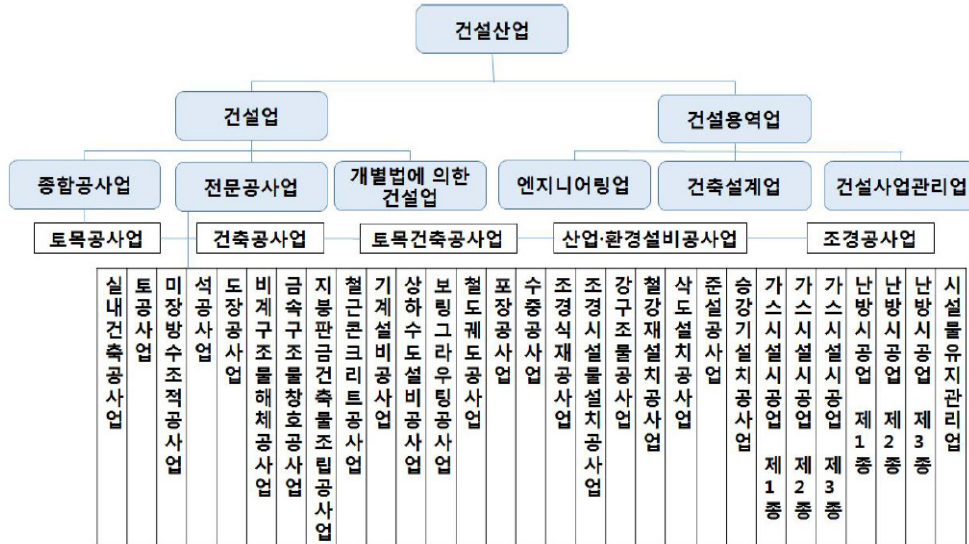 건설산업
건설업
건설용역업
종합공사업
전문공사업
개별법에 의한
건설업
엔지니어링업
건축설계업
건설사업관리업
토목공사업
건축공사업
토목건축공사업
산업·환경설비공사업
조경공사업
실내건축공사업
토공사업
미장방수조적공사업
석공사업
도장공사업
비계구조물해체공사업
금속구조물창호공사업
지붕판금건축물조립공사업
철근콘크리트공사업
기계설비공사업
상하수도설비공사업
보링그라우팅공사업
철도궤도공사업
포장공사업
수중공사업
조경식재공사업
조경시설물설치공사업
강구조물공사업
철강재설치공사업
삭도설치공사업
준설공사업
승강기설치공사업
가스시설시공업 제1종
가스시설시공업 제2종
가스시설시공업 제3종
난방시공업 제1종
난방시공업 제2종
난방시공업 제3종
시설물유지관리업